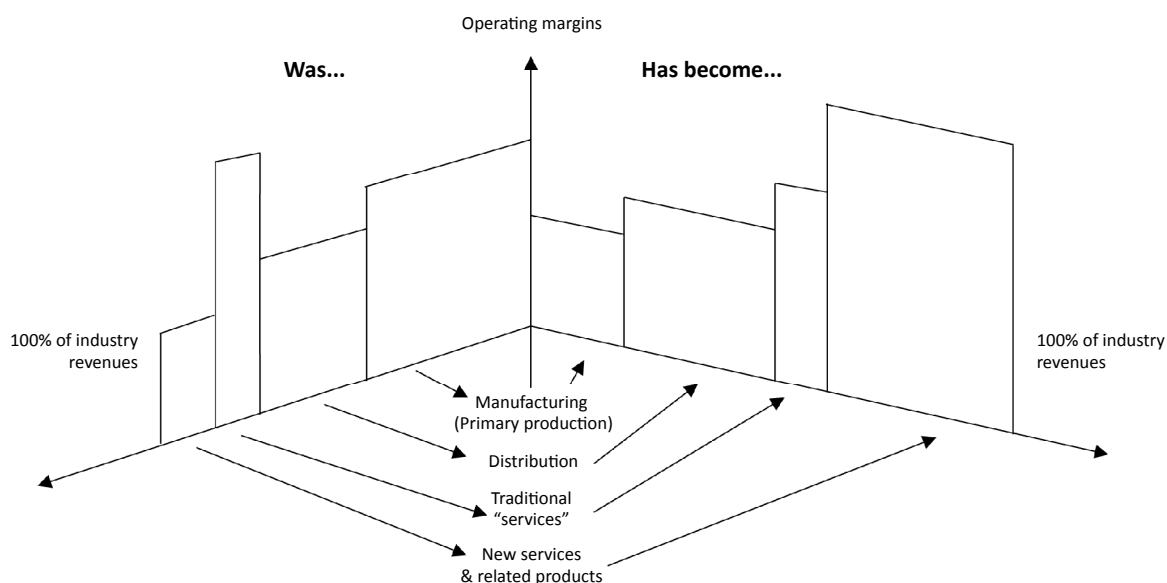 Operating margins
Was...
Has become...
100% of industry
revenues
100% of industry
revenues
Manufacturing
(Primary production)
Distribution
Traditional
“services”
New services
& related products